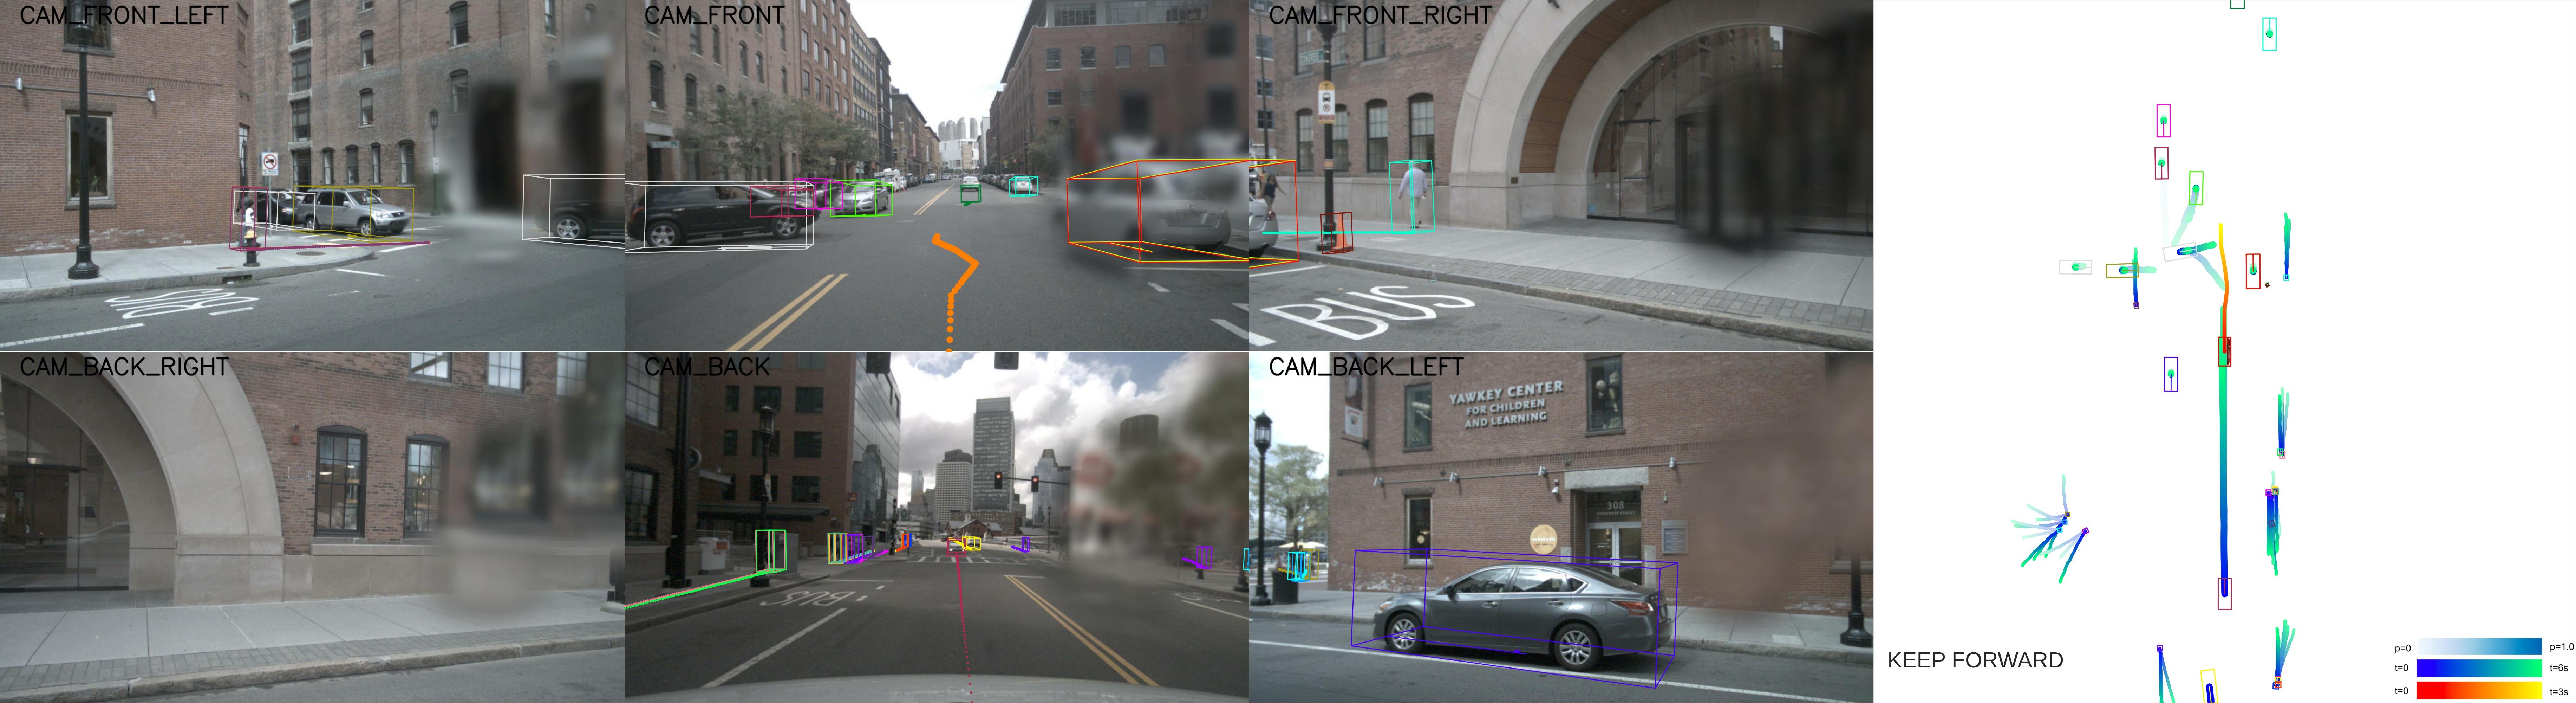 CAM_FRONT_LEFT
CAM_FRONT
CAM_FRONT_RIGHT
BUS
BUS
CAM_BACK_RIGHT
CAM_BACK
CAM_BACK_LEFT
YAWKEY CENTER
FOR CHILDREN
AND LEARNING
308
BUS
KEEP FORWARD
p=0
p=1.0
t=0
t=6s
t=0
t=3s